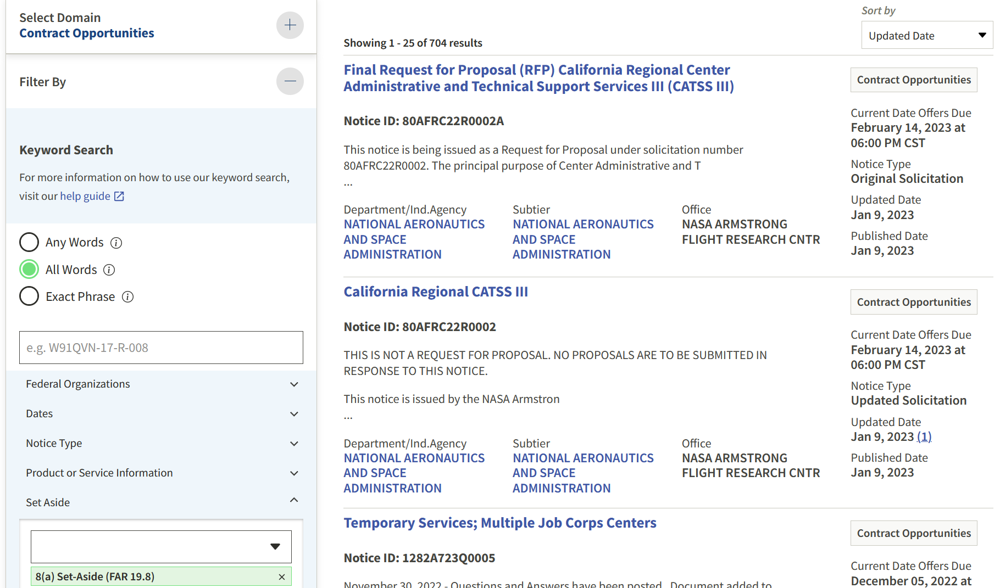 Select Domain
Contract Opportunities
Filter By
Keyword Search
For more information on how to use our keyword search,
visit our help guide
Any Words
All Words
Exact Phrase
e.g. W91QVN-17-R-008
Federal Organizations
Dates
Notice Type
Product or Service Information
Set Aside
8(a) Set-Aside (FAR 19.8)
Sort by
Updated Date
Showing 1 - 25 of 704 results
Final Request for Proposal (RFP) California Regional Center
Administrative and Technical Support Services III (CATSS III)
Notice ID: 80AFRC22R0002A
This notice is being issued as a Request for Proposal under solicitation number
80AFRC22R0002. The principal purpose of Center Administrative and T
...
Department/Ind.Agency
NATIONAL AERONAUTICS
AND SPACE
ADMINISTRATION
Subtier
NATIONAL AERONAUTICS
AND SPACE
ADMINISTRATION
Office
NASA ARMSTRONG
FLIGHT RESEARCH CNTR
Contract Opportunities
Current Date Offers Due
February 14, 2023 at
06:00 PM CST
Notice Type
Original Solicitation
Updated Date
Jan 9, 2023
Published Date
Jan 9, 2023
California Regional CATSS III
Notice ID: 80AFRC22R0002
THIS IS NOT A REQUEST FOR PROPOSAL. NO PROPOSALS ARE TO BE SUBMITTED IN
RESPONSE TO THIS NOTICE.
This notice is issued by the NASA Armstron
...
Department/Ind.Agency
NATIONAL AERONAUTICS
AND SPACE
ADMINISTRATION
Subtier
NATIONAL AERONAUTICS
AND SPACE
ADMINISTRATION
Office
NASA ARMSTRONG
FLIGHT RESEARCH CNTR
Contract Opportunities
Current Date Offers Due
February 14, 2023 at
06:00 PM CST
Notice Type
Updated Solicitation
Updated Date
Jan 9, 2023 (1)
Published Date
Jan 9, 2023
Temporary Services; Multiple Job Corps Centers
Notice ID: 1282A723Q0005
November 30, 2022 - Questions and Answers have been posted. Document added to
Contract Opportunities
Current Date Offers Due
December 05, 2022 at